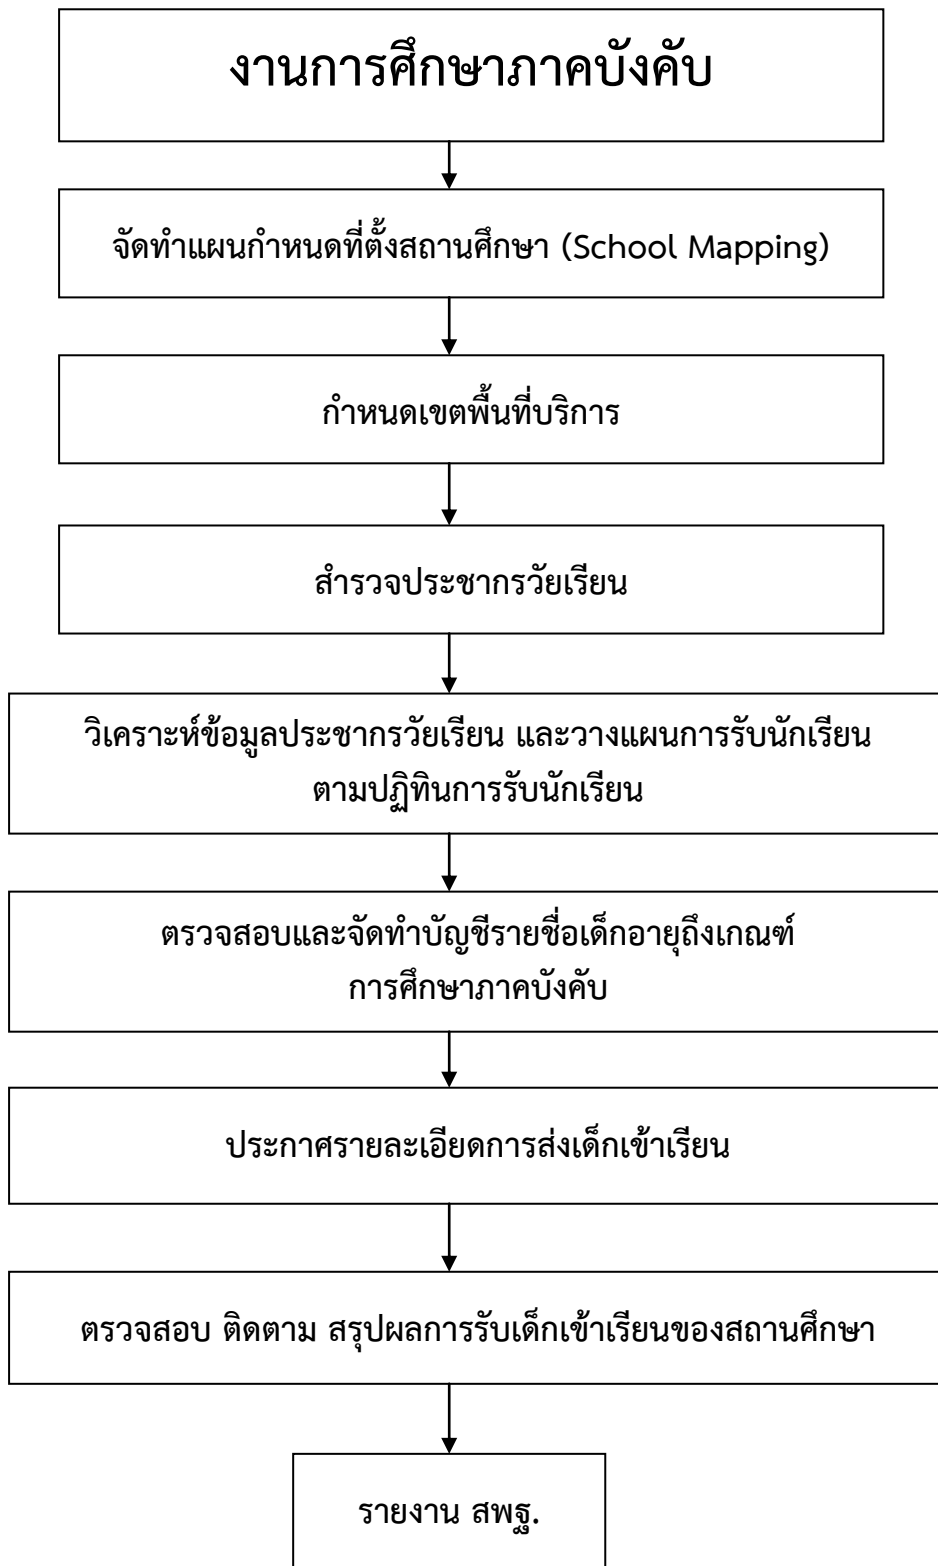 งานการศึกษาภาคบังคับ
จัดทำแผนกำหนดที่ตั้งสถานศึกษา (School Mapping)
กำหนดเขตพื้นที่บริการ
สำรวจประชากรวัยเรียน
วิเคราะห์ข้อมูลประชากรวัยเรียน และวางแผนการรับนักเรียน
ตามปฏิทินการรับนักเรียน
ตรวจสอบและจัดทำบัญชีรายชื่อเด็กอายุถึงเกณฑ์
การศึกษาภาคบังคับ
ประกาศรายละเอียดการส่งเด็กเข้าเรียน
ตรวจสอบ ติดตาม สรุปผลการรับเด็กเข้าเรียนของสถานศึกษา
รายงาน สพฐ.